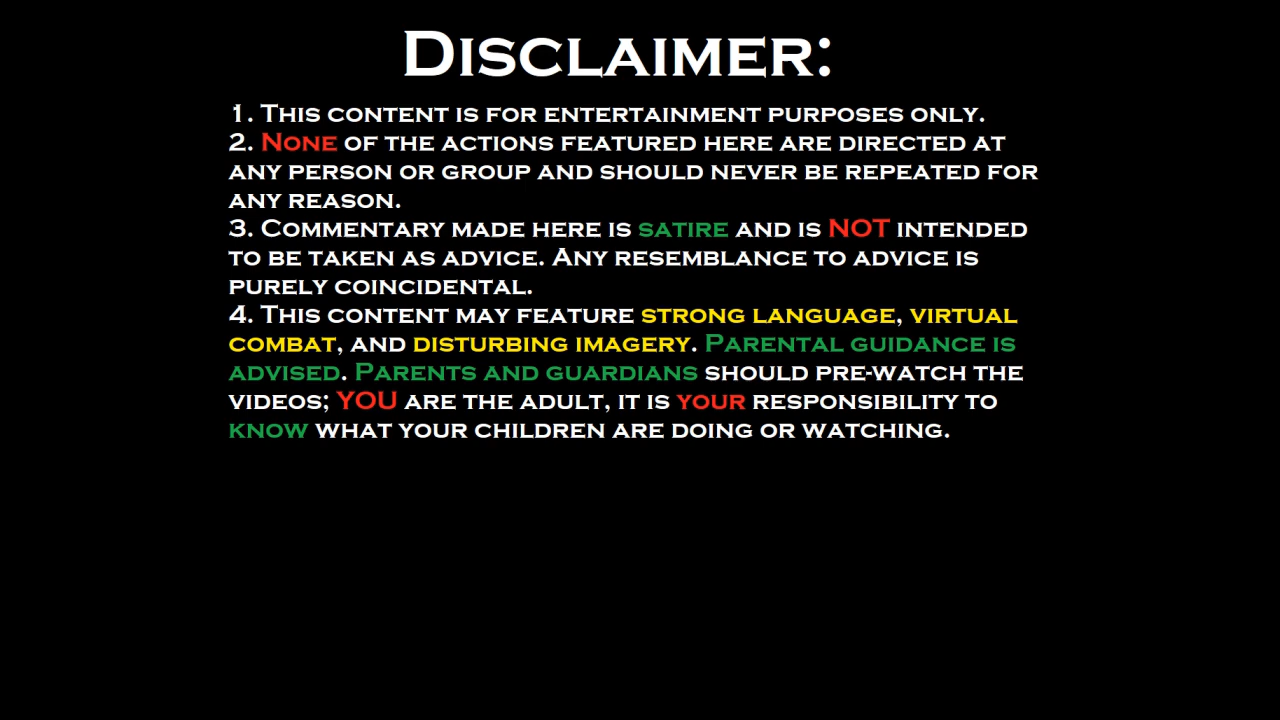 Disclaimer:
1. This content is for entertainment purposes only.
2. None of the actions featured here are directed at
any person or group and should never be repeated for
any reason.
3. Commentary made here is satire and is NOT intended
to be taken as advice. Any resemblance to advice is
purely coincidental.
4. This content may feature strong language, virtual
combat, and disturbing imagery. Parental guidance is
advised. Parents and guardians should pre-watch the
videos; YOU are the adult, it is your responsibility to
know what your children are doing or watching.